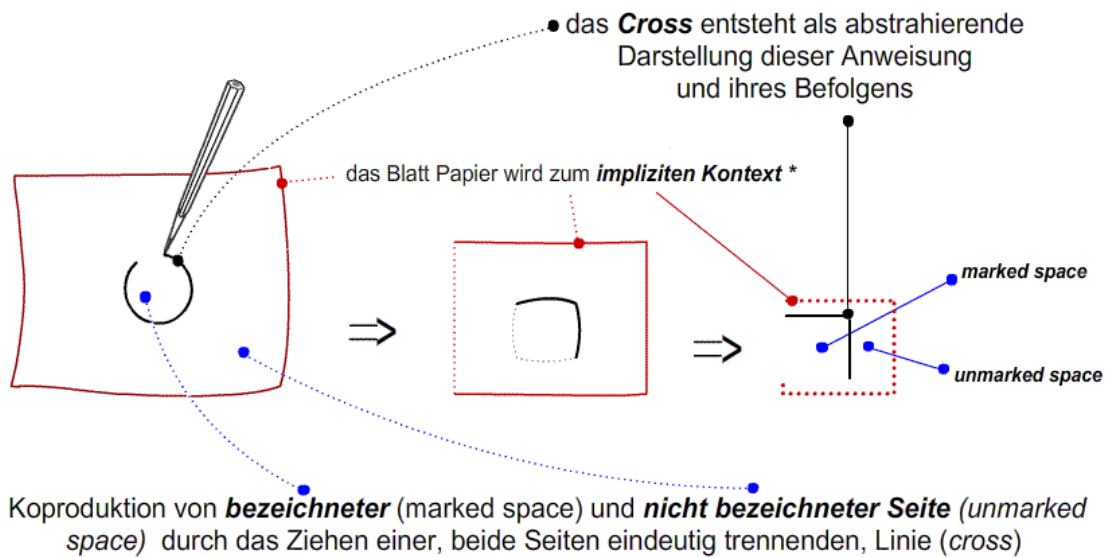 das Cross entsteht als abstrahierende
Darstellung dieser Anweisung
und ihres Befolgens
das Blatt Papier wird zum impliziten Kontext *
marked space
unmarked space
Koproduktion von bezeichneter (marked space) und nicht bezeichneter Seite (unmarked
space) durch das Ziehen einer, beide Seiten eindeutig trennenden, Linie (cross)